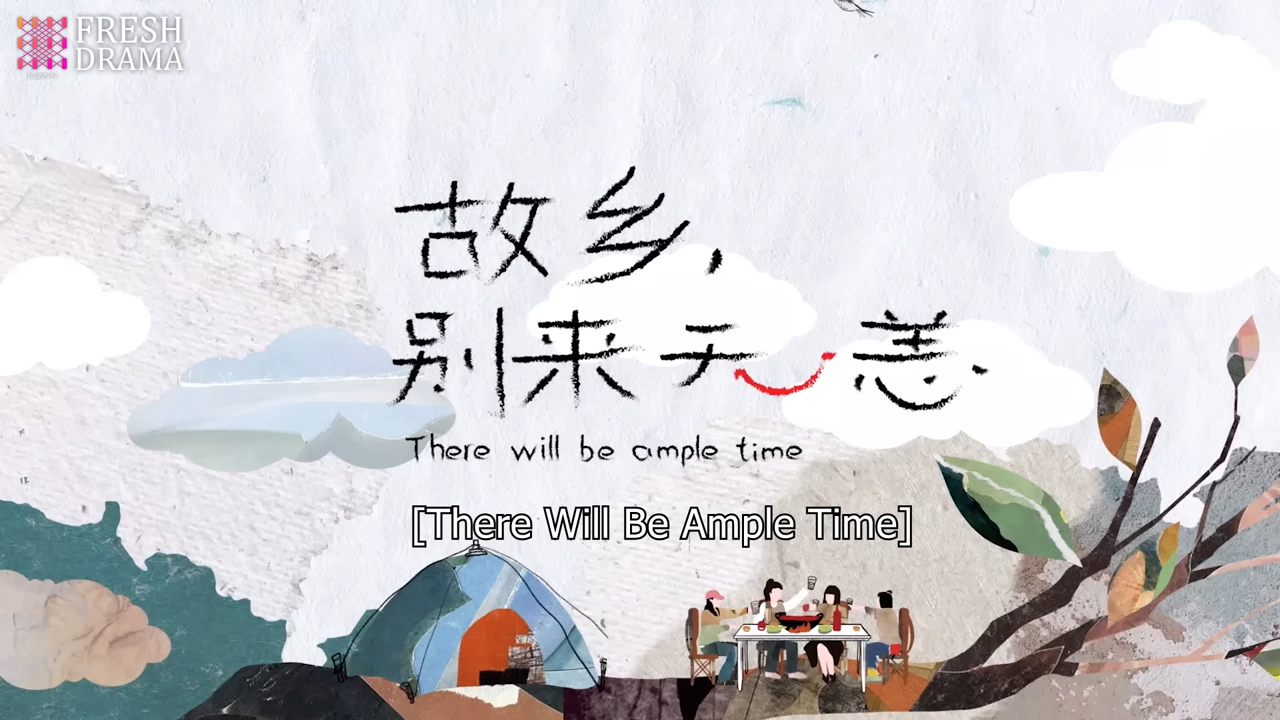 FRESH
DRAMA
故乡，
别来无恙
There will be ample time
[There Will Be Ample Time]